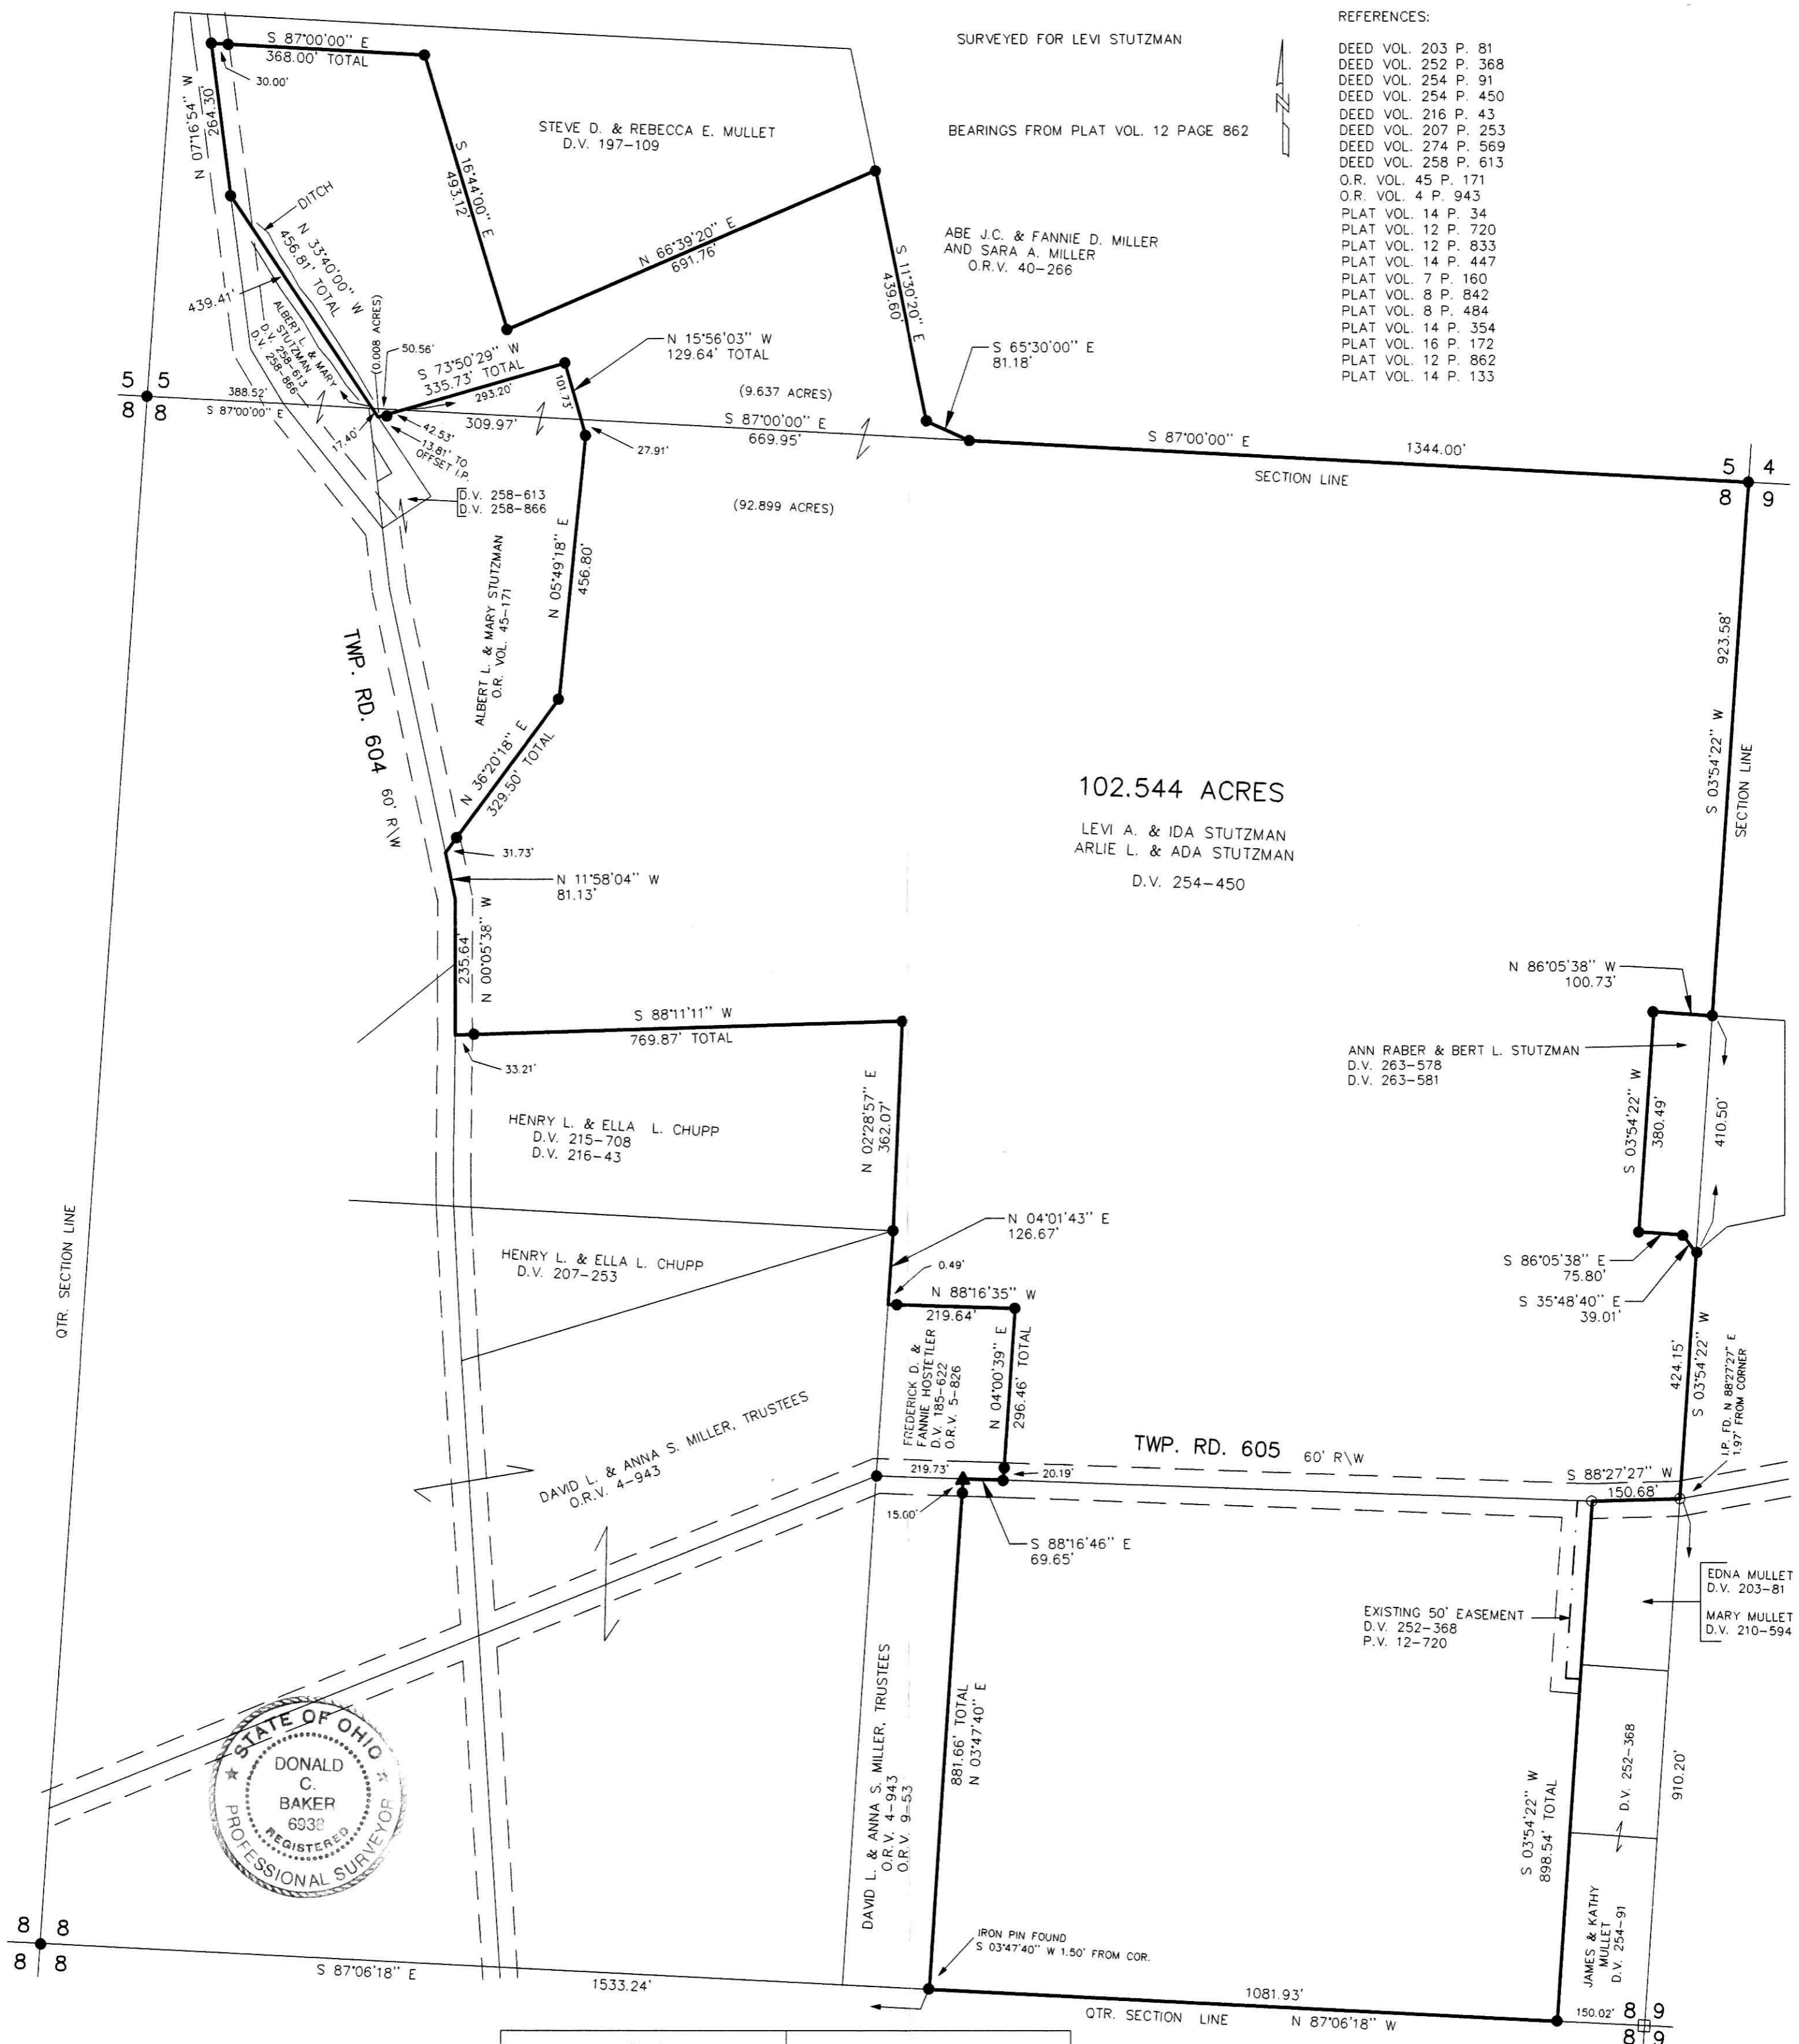 SURVEYED FOR LEVI STUTZMAN
BEARINGS FROM PLAT VOL. 12 PAGE 862
REFERENCES:
DEED VOL. 203 P. 81
DEED VOL. 252 P. 368
DEED VOL. 254 P. 91
DEED VOL. 254 P. 450
DEED VOL. 216 P. 43
DEED VOL. 207 P. 253
DEED VOL. 274 P. 569
DEED VOL. 258 P. 613
O.R. VOL. 45 P. 171
O.R. VOL. 4 P. 943
PLAT VOL. 14 P. 34
PLAT VOL. 12 P. 720
PLAT VOL. 12 P. 833
PLAT VOL. 14 P. 447
PLAT VOL. 7 P. 160
PLAT VOL. 8 P. 842
PLAT VOL. 8 P. 484
PLAT VOL. 14 P. 354
PLAT VOL. 16 P. 172
PLAT VOL. 12 P. 862
PLAT VOL. 14 P. 133
N
S 87°00'00" E
368.00' TOTAL
30.00'
N 07°16'54" W
264.30'
STEVE D. & REBECCA E. MULLET
D.V. 197-109
S 16°44'00" E
493.12'
N 66°39'20" E
691.76'
ABE J.C. & FANNIE D. MILLER
AND SARA A. MILLER
O.R.V. 40-266
S 11°30'20" E
439.60'
S 65°30'00" E
81.18'
DITCH
N 33°40'00" W
456.81' TOTAL
439.41'
ALBERT L. & MARY
STUTZMAN
D.V. 258-613
D.V. 258-866
(0.008 ACRES)
50.56'
S 73°50'29" W
335.73' TOTAL
293.20'
N 15°56'03" W
129.64' TOTAL
101.73'
(9.637 ACRES)
5 5
8 8
388.52'
S 87°00'00" E
17.40'
42.53'
13.81' TO
OFFSET I.P.
309.97'
27.91'
S 87°00'00" E
669.95'
S 87°00'00" E
1344.00'
SECTION LINE
5 4
8 9
D.V. 258-613
D.V. 258-866
(92.899 ACRES)
ALBERT L. & MARY STUTZMAN
O.R. VOL. 45-171
N 05°49'18" E
456.80'
TWP. RD. 604 60' R\W
N 36°20'18" E
329.50' TOTAL
31.73'
N 11°58'04" W
81.13'
235.64'
N 00°05'38" W
102.544 ACRES
LEVI A. & IDA STUTZMAN
ARLIE L. & ADA STUTZMAN
D.V. 254-450
923.58'
S 03°54'22" W
SECTION LINE
N 86°05'38" W
100.73'
S 88°11'11" W
769.87' TOTAL
33.21'
ANN RABER & BERT L. STUTZMAN
D.V. 263-578
D.V. 263-581
S 03°54'22" W
380.49'
410.50'
HENRY L. & ELLA L. CHUPP
D.V. 215-708
D.V. 216-43
N 02°28'57" E
362.07'
QTR. SECTION LINE
HENRY L. & ELLA L. CHUPP
D.V. 207-253
N 04°01'43" E
126.67'
0.49'
N 88°16'35" W
219.64'
S 86°05'38" E
75.80'
S 35°48'40" E
39.01'
FREDERICK D. &
FANNIE HOSTETLER
D.V. 185-622
O.R.V. 5-826
N 04°00'39" E
296.46' TOTAL
424.15'
S 03°54'22" W
I.P. FD. N 88°27'27" E
1.97' FROM CORNER
DAVID L. & ANNA S. MILLER, TRUSTEES
O.R.V. 4-943
TWP. RD. 605 60' R\W
219.73'
20.19'
S 88°27'27" W
150.68'
15.00'
S 88°16'46" E
69.65'
EDNA MULLET
D.V. 203-81
MARY MULLET
D.V. 210-594
EXISTING 50' EASEMENT
D.V. 252-368
P.V. 12-720
DAVID L. & ANNA S. MILLER, TRUSTEES
O.R.V. 4-943
O.R.V. 9-53
881.66' TOTAL
N 03°47'40" E
S 03°54'22" W
898.54' TOTAL
D.V. 252-368
910.20'
STATE OF OHIO
DONALD
C.
BAKER
6938
REGISTERED
PROFESSIONAL SURVEYOR
JAMES & KATHY
MULLET
D.V. 254-91
IRON PIN FOUND
S 03°47'40" W 1.50' FROM COR.
8 8
8 8
S 87°06'18" E
1533.24'
1081.93'
QTR. SECTION LINE
N 87°06'18" W
150.02'
8 9
8 9